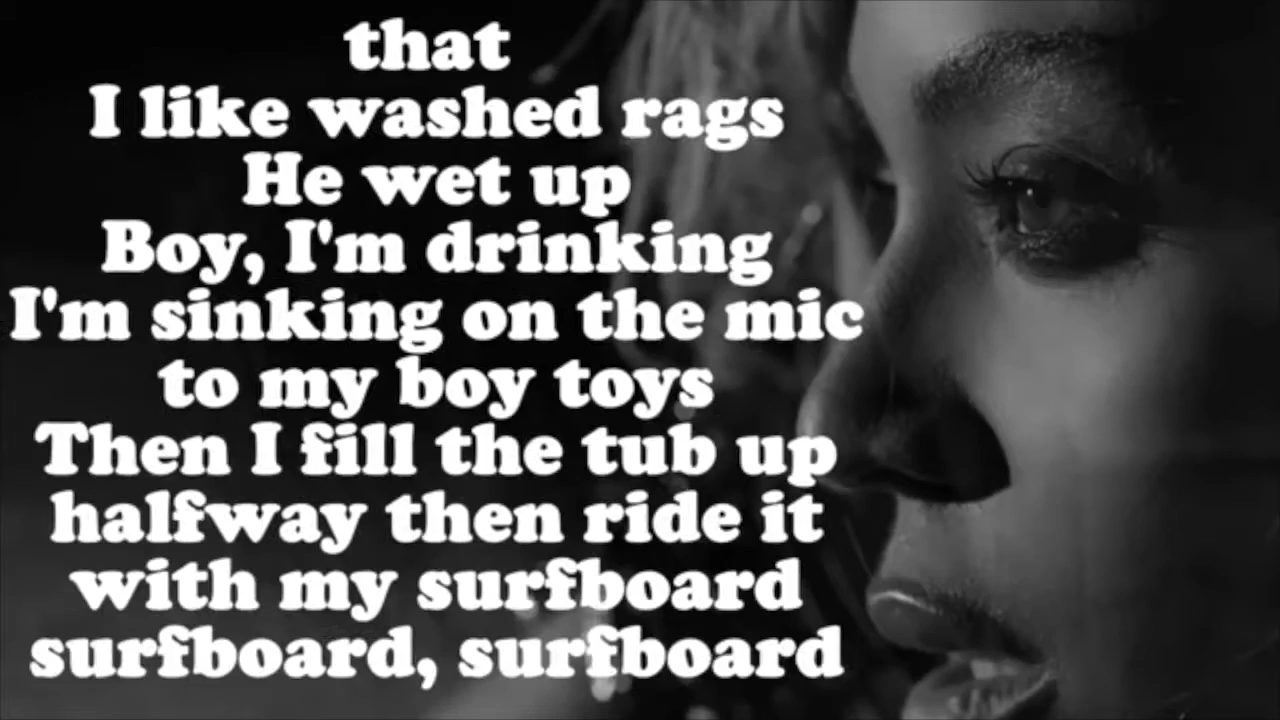 that
I like washed rags
He wet up
Boy, I'm drinking
I'm sinking on the mic
to my boy toys
Then I fill the tub up
halfway then ride it
with my surfboard
surfboard, surfboard